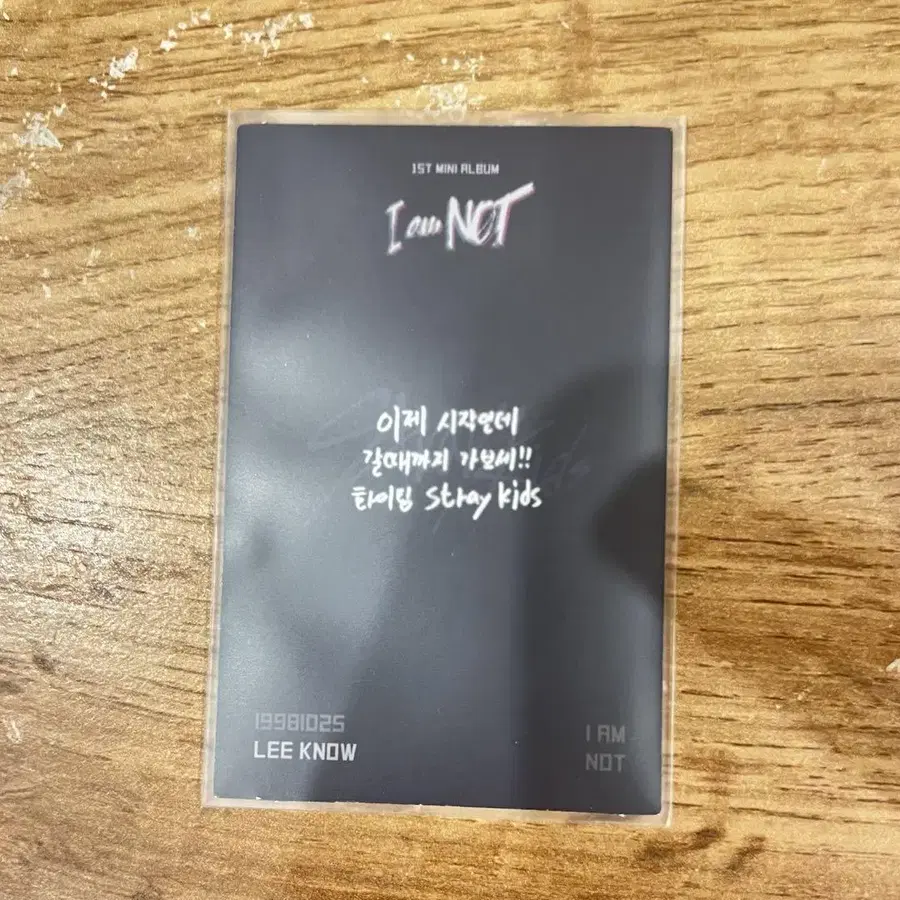 1ST MINI ALBUM
I am NOT
이제 시작인데
갈때까지 가보세!!
화이팅 Stray kids
19981025
LEE KNOW
I AM
NOT